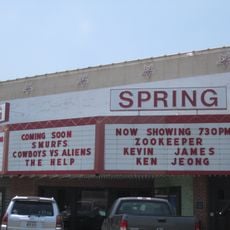 SPRING
COMING SOON
SMURFS
COWBOYS VS ALIENS
THE HELP
NOW SHOWING 730PM
ZOOKEEPER
KEVIN JAMES
KEN JEONG